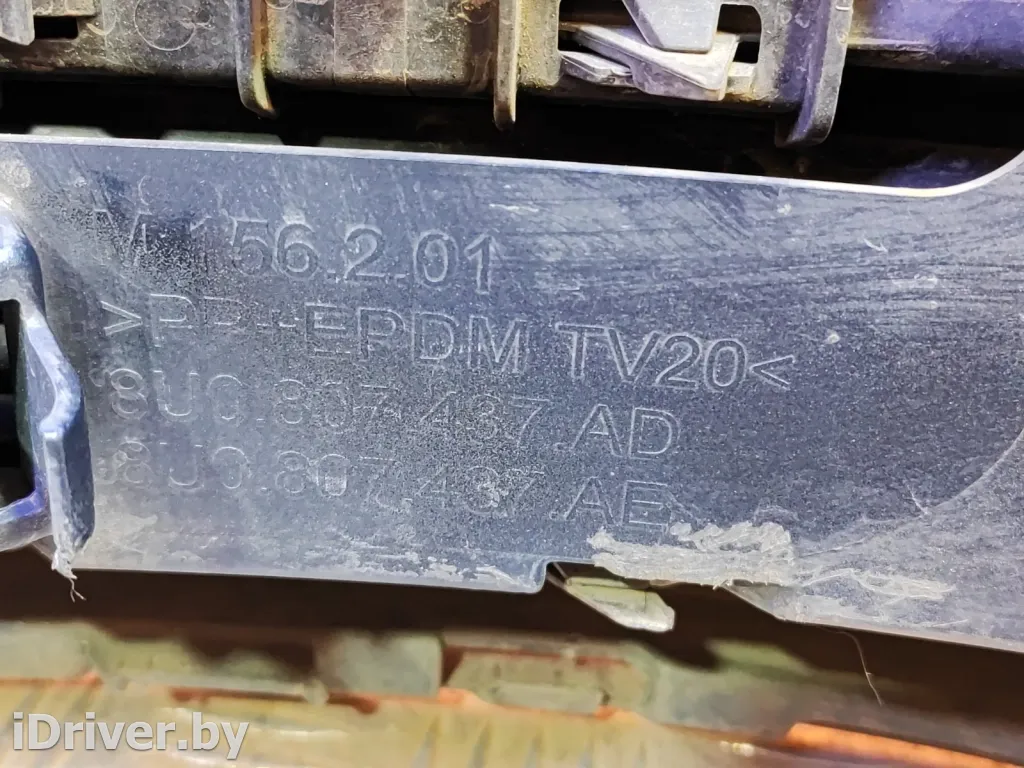 156.2.01
>PP+EPDM TV20<
8U0.807.437.AD
8U0.807.437.AE
iDriver.by